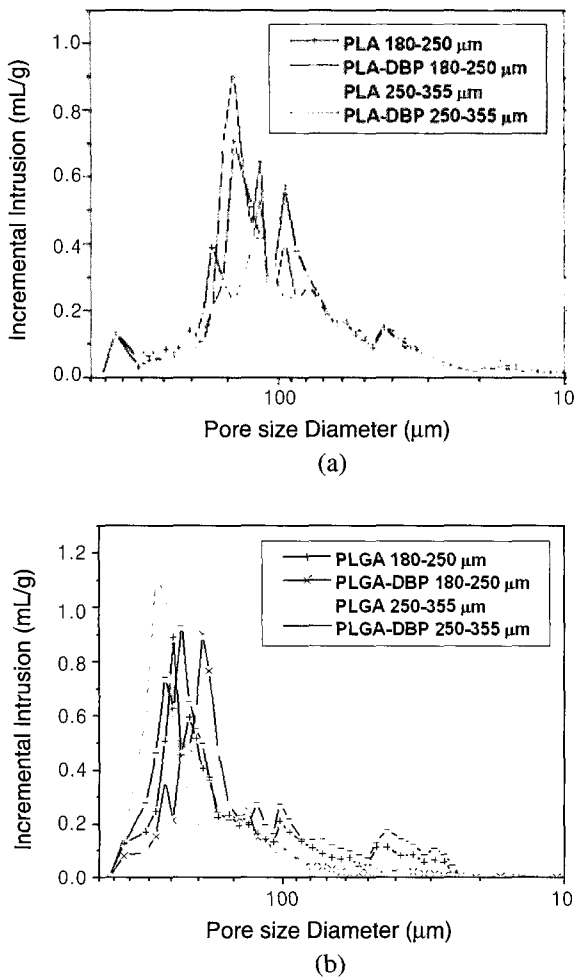 1.0
0.8
0.6
0.4
0.2
0.0
Incremental Intrusion (mL/g)
PLA 180-250 μm
PLA-DBP 180-250 μm
PLA 250-355 μm
PLA-DBP 250-355 μm
100
10
Pore size Diameter (μm)
(a)
1.2
1.0
0.8
0.6
0.4
0.2
0.0
Incremental Intrusion (mL/g)
PLGA 180-250 μm
PLGA-DBP 180-250 μm
PLGA 250-355 μm
PLGA-DBP 250-355 μm
100
10
Pore size Diameter (μm)
(b)